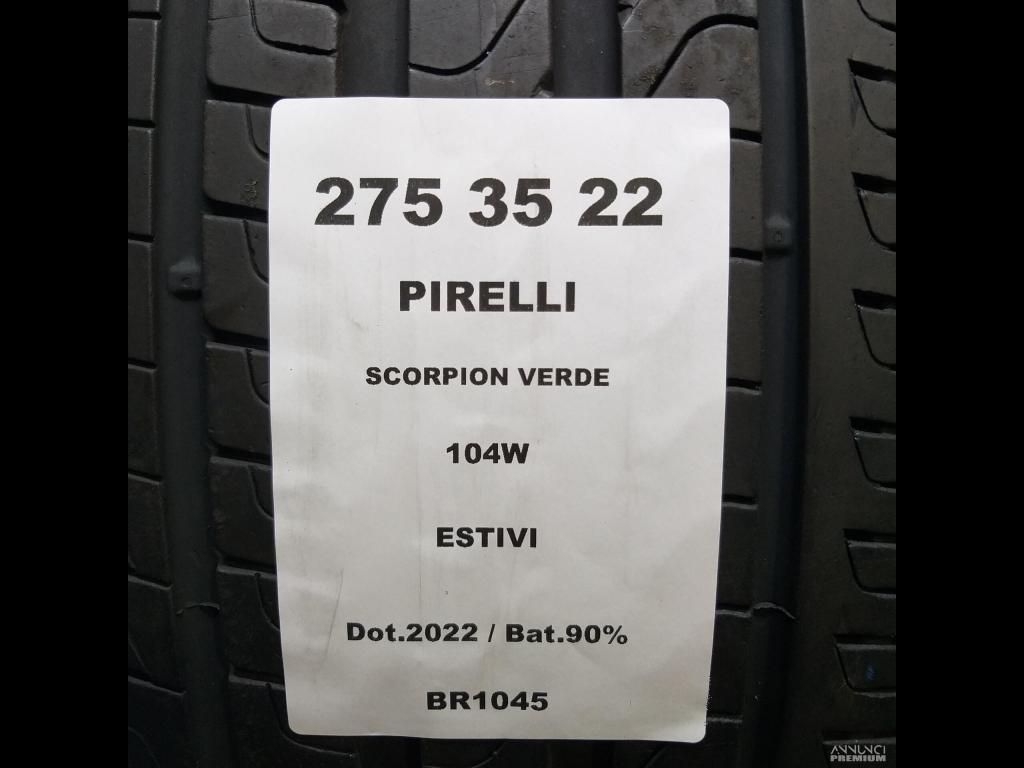 275 35 22
PIRELLI
SCORPION VERDE
104W
ESTIVI
Dot.2022 / Bat.90%
BR1045
ANNUNCI
PREMIUM